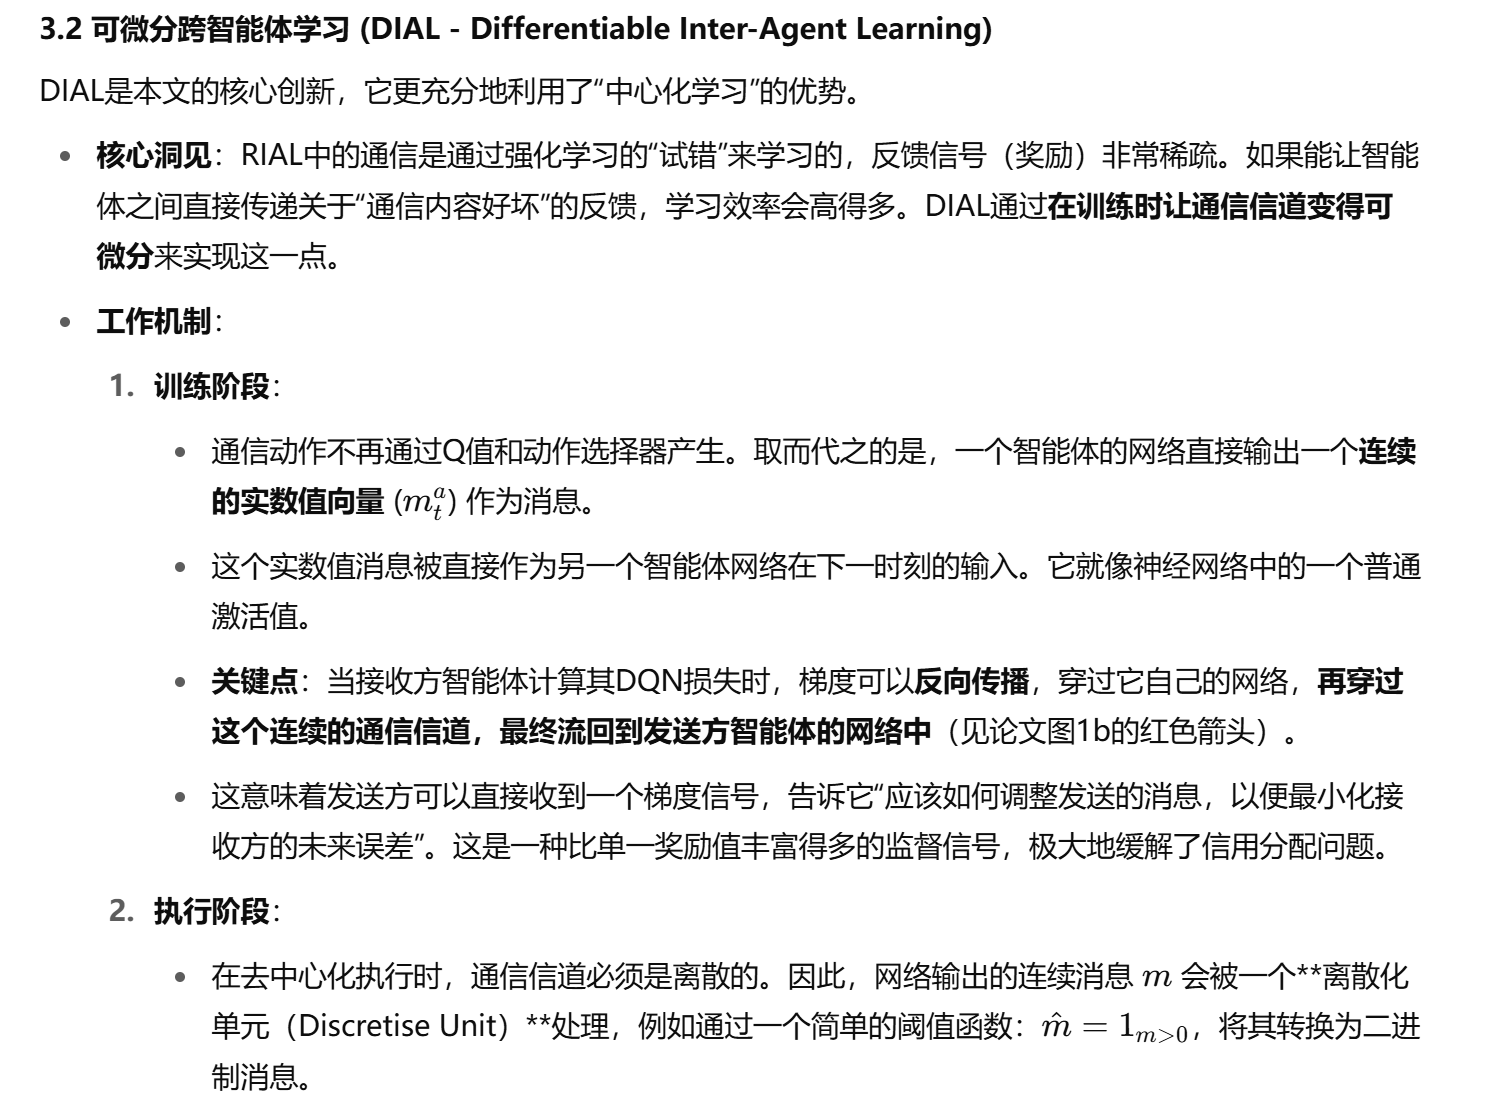 3.2 可微分跨智能体学习 (DIAL - Differentiable Inter-Agent Learning)
DIAL是本文的核心创新，它更充分地利用了“中心化学习”的优势。
• 核心洞见：RIAL中的通信是通过强化学习的“试错”来学习的，反馈信号（奖励）非常稀疏。如果能让智能
体之间直接传递关于“通信内容好坏”的反馈，学习效率会高得多。DIAL通过在训练时让通信信道变得可
微分来实现这一点。
• 工作机制：
1. 训练阶段：
• 通信动作不再通过Q值和动作选择器产生。取而代之的是，一个智能体的网络直接输出一个连续
的实数值向量 ($m_t^a$) 作为消息。
• 这个实数值消息被直接作为另一个智能体网络在下一时刻的输入。它就像神经网络中的一个普通
激活值。
• 关键点：当接收方智能体计算其DQN损失时，梯度可以反向传播，穿过它自己的网络，再穿过
这个连续的通信信道，最终流回到发送方智能体的网络中（见论文图1b的红色箭头）。
• 这意味着发送方可以直接收到一个梯度信号，告诉它“应该如何调整发送的消息，以便最小化接
收方的未来误差”。这是一种比单一奖励值丰富得多的监督信号，极大地缓解了信用分配问题。
2. 执行阶段：
• 在去中心化执行时，通信信道必须是离散的。因此，网络输出的连续消息 $m$ 会被一个**离散化
单元（Discretise Unit）**处理，例如通过一个简单的阈值函数：$\hat{m} = 1_{m>0}$，将其转换为二进
制消息。